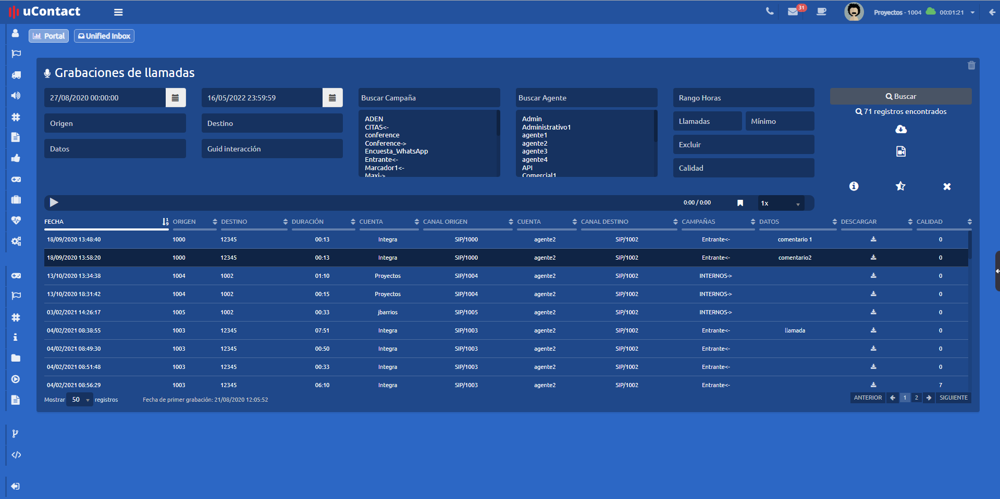 uContact
31
Proyectos - 1004
00:01:21
Portal
Unified Inbox
Grabaciones de llamadas
27/08/2020 00:00:00
16/05/2022 23:59:59
Buscar Campaña
Buscar Agente
Rango Horas
Buscar
71 registros encontrados
Origen
Destino
Llamadas
Mínimo
Datos
Guid interacción
Excluir
Calidad
ADEN
CITAS<-
conference
Conference->
Encuesta_WhatsApp
Entrante<-
Marcador1<-
Maxi->
Admin
Administrativo1
agente1
agente2
agente3
agente4
API
Comercial1
0:00 / 0:00
1x
FECHA ORIGEN DESTINO DURACIÓN CUENTA CANAL ORIGEN CUENTA CANAL DESTINO CAMPAÑAS DATOS DESCARGAR CALIDAD
18/09/2020 13:48:40 1000 12345 00:13 Integra SIP/1000 agente2 SIP/1002 Entrante<- comentario 1 0
18/09/2020 13:58:20 1000 12345 00:13 Integra SIP/1000 agente2 SIP/1002 Entrante<- comentario2 0
13/10/2020 13:34:38 1004 1002 01:10 Proyectos SIP/1004 agente2 SIP/1002 INTERNOS-> 0
13/10/2020 18:31:42 1004 1002 00:15 Proyectos SIP/1004 agente2 SIP/1002 INTERNOS-> 0
03/02/2021 14:26:17 1005 1002 00:33 jbarrios SIP/1005 agente2 SIP/1002 INTERNOS-> 0
04/02/2021 08:38:55 1003 12345 07:51 Integra SIP/1003 agente2 SIP/1002 Entrante<- llamada 0
04/02/2021 08:49:30 1003 12345 00:50 Integra SIP/1003 agente2 SIP/1002 Entrante<- 0
04/02/2021 08:51:48 1003 12345 00:33 Integra SIP/1003 agente2 SIP/1002 Entrante<- 0
04/02/2021 08:56:29 1003 12345 06:10 Integra SIP/1003 agente2 SIP/1002 Entrante<- 7
Mostrar 50 registros
Fecha de primer grabación: 21/08/2020 12:05:52
ANTERIOR 1 2 SIGUIENTE